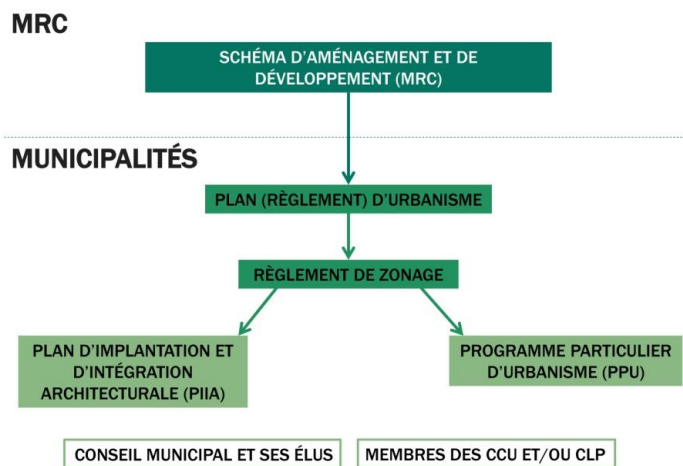 MRC
SCHÉMA D'AMÉNAGEMENT ET DE
DÉVELOPPEMENT (MRC)
MUNICIPALITÉS
PLAN (RÈGLEMENT) D'URBANISME
RÈGLEMENT DE ZONAGE
PLAN D'IMPLANTATION ET
D'INTÉGRATION
ARCHITECTURALE (PIIA)
PROGRAMME PARTICULIER
D'URBANISME (PPU)
CONSEIL MUNICIPAL ET SES ÉLUS
MEMBRES DES CCU ET/OU CLP